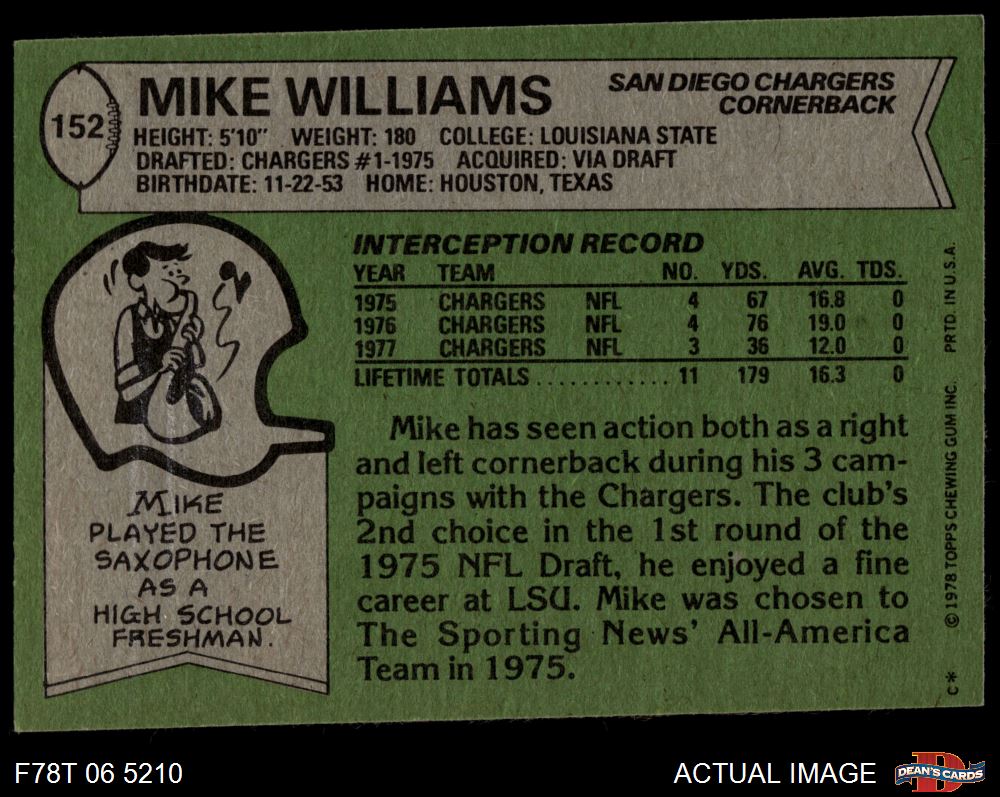 152
MIKE WILLIAMS
SAN DIEGO CHARGERS
CORNERBACK
HEIGHT: 5'10" WEIGHT: 180 COLLEGE: LOUISIANA STATE
DRAFTED: CHARGERS #1-1975 ACQUIRED: VIA DRAFT
BIRTHDATE: 11-22-53 HOME: HOUSTON, TEXAS
INTERCEPTION RECORD
YEAR TEAM NO. YDS. AVG. TDS.
1975 CHARGERS NFL 4 67 16.8 0
1976 CHARGERS NFL 4 76 19.0 0
1977 CHARGERS NFL 3 36 12.0 0
LIFETIME TOTALS............ 11 179 16.3 0
Mike has seen action both as a right
and left cornerback during his 3 cam-
paigns with the Chargers. The club's
2nd choice in the 1st round of the
1975 NFL Draft, he enjoyed a fine
career at LSU. Mike was chosen to
The Sporting News' All-America
Team in 1975.
MIKE
PLAYED THE
SAXOPHONE
AS A
HIGH SCHOOL
FRESHMAN.
C* © 1978 TOPPS CHEWING GUM INC. PRTD. IN U.S.A.
F78T 06 5210
ACTUAL IMAGE
D
DEAN'S CARDS